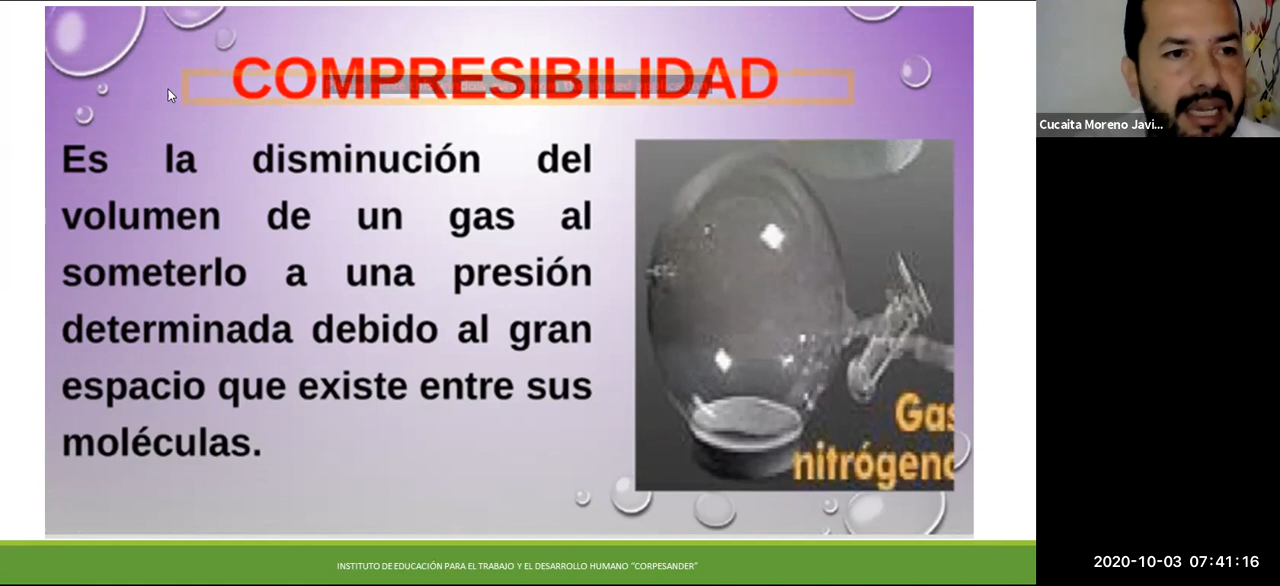 COMPRESIBILIDAD
Es la disminución del
volumen de un gas al
someterlo a una presión
determinada debido al gran
espacio que existe entre sus
moléculas.
Gas
nitrógeno
INSTITUTO DE EDUCACIÓN PARA EL TRABAJO Y EL DESARROLLO HUMANO "CORPESANDER"
Cucaita Moreno Javi...
2020-10-03 07:41:16